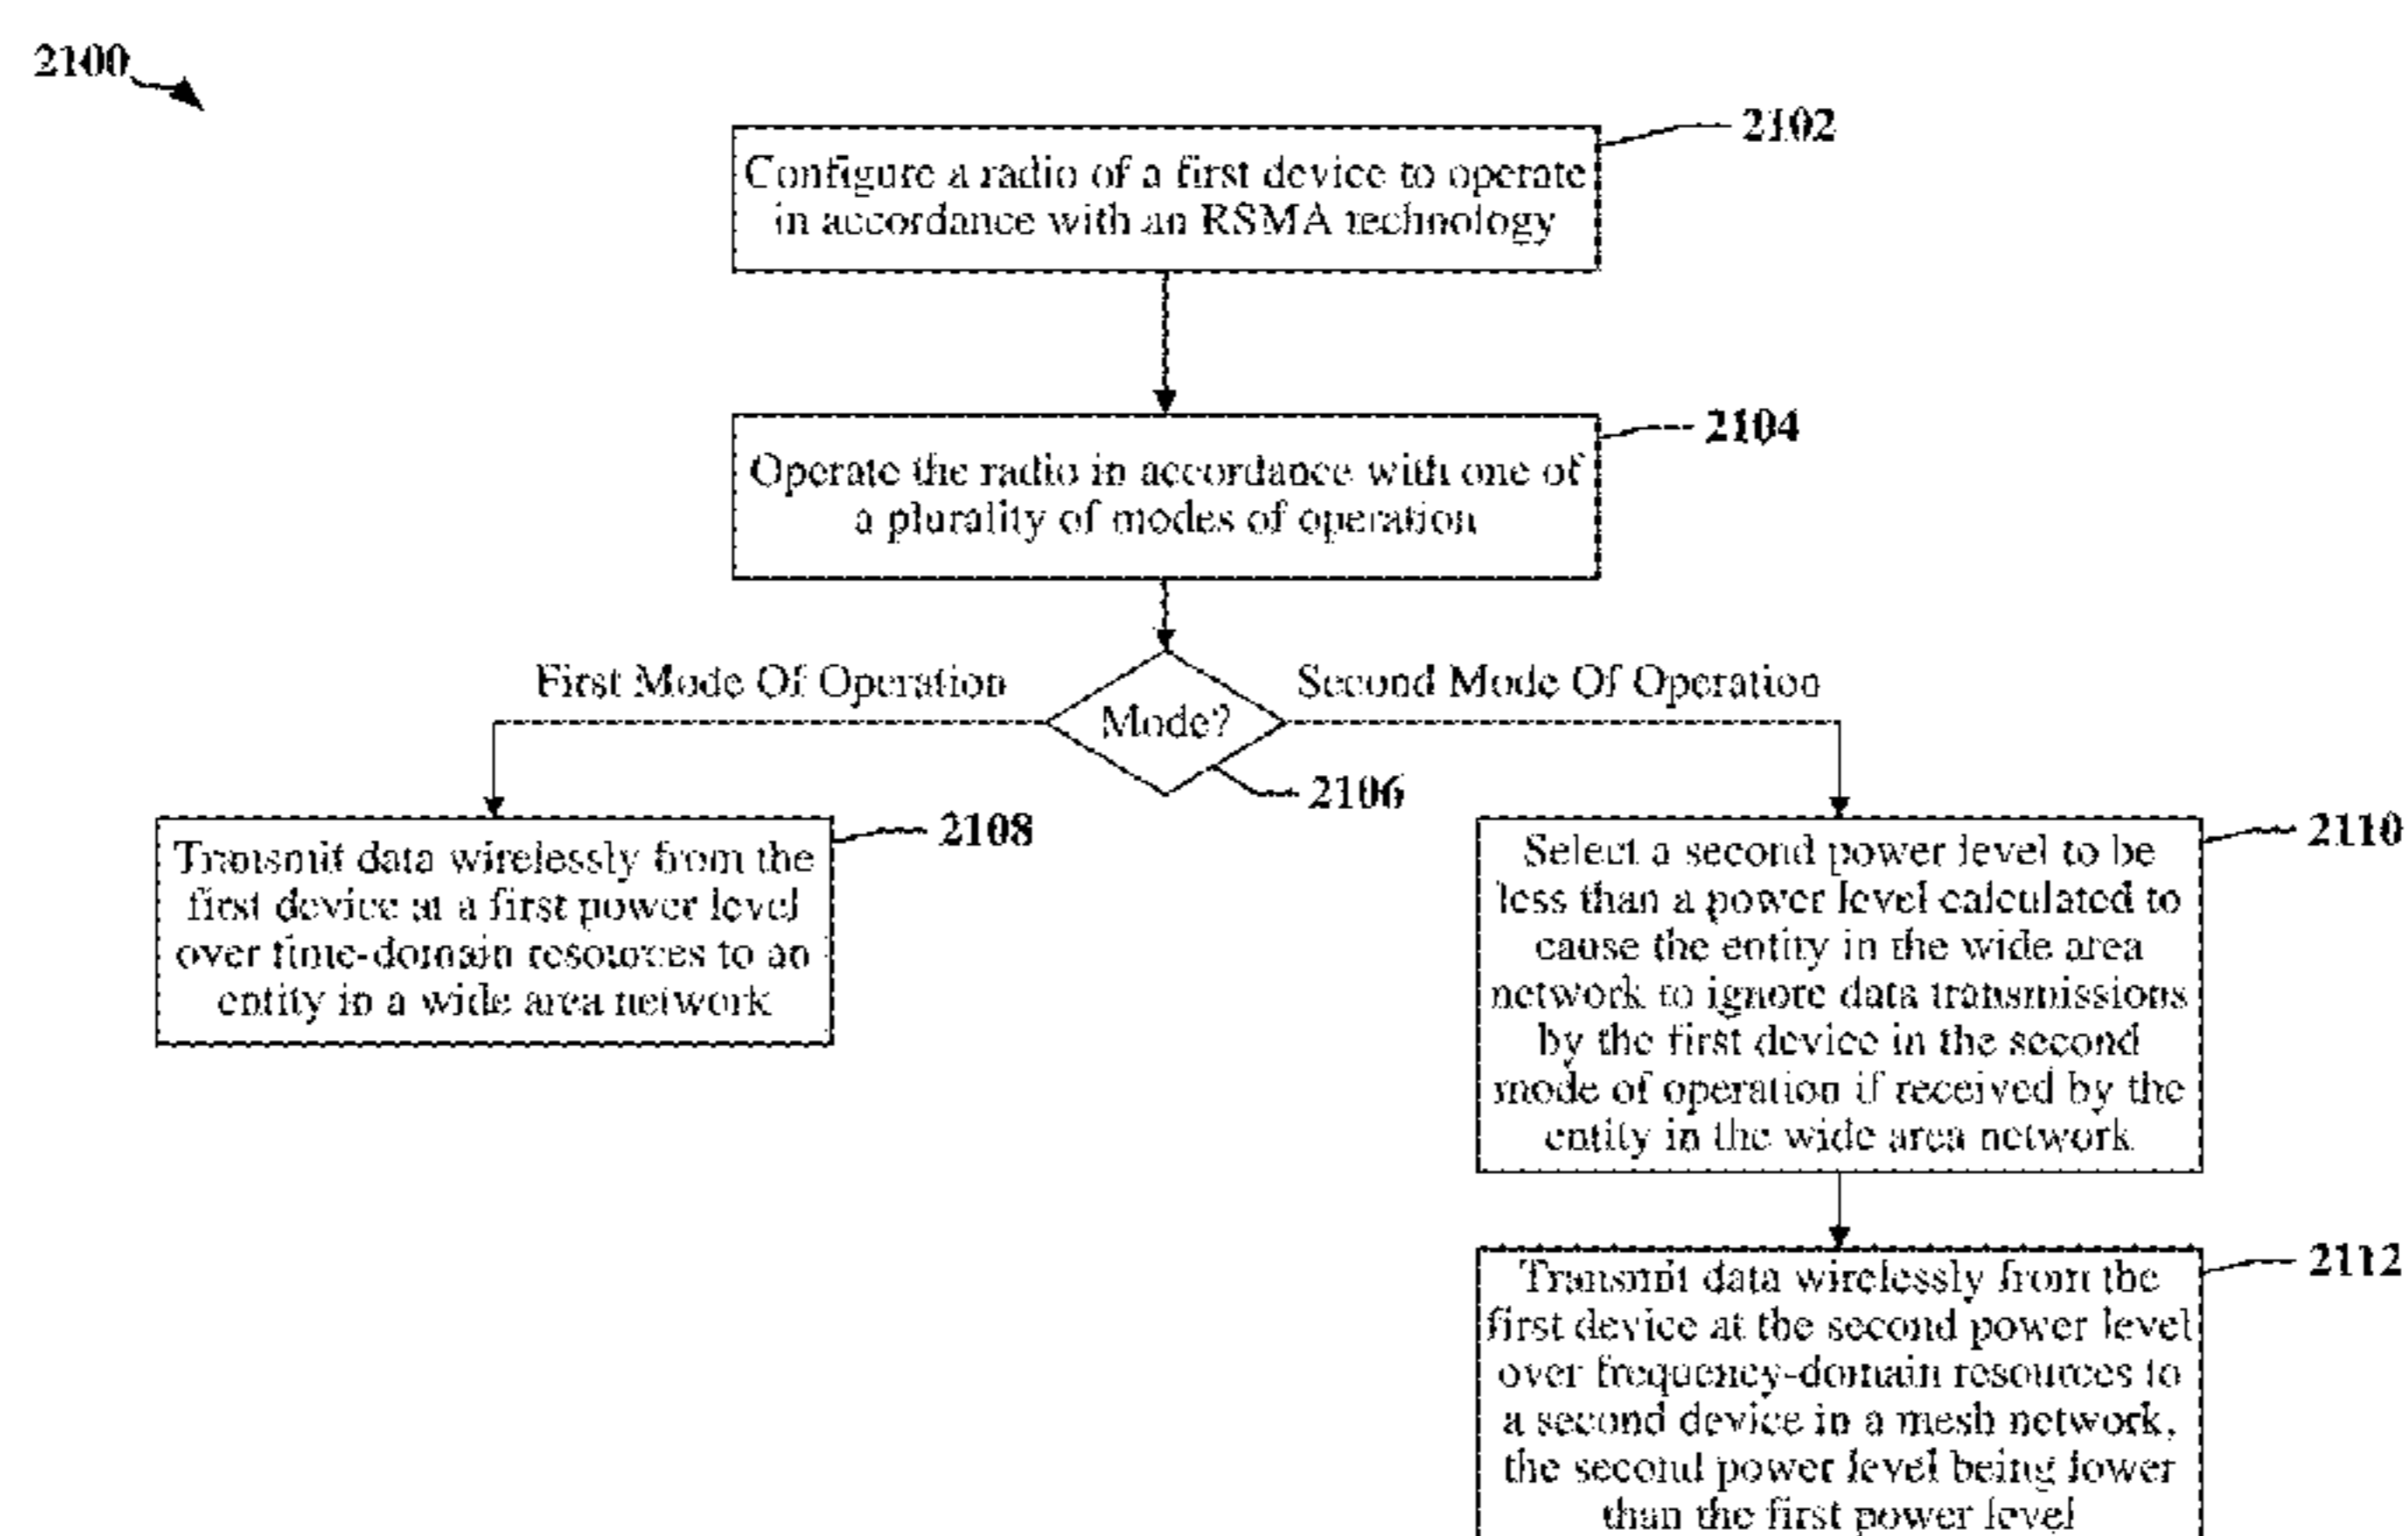 2100
2102
Configure a radio of a first device to operate
in accordance with an RSMA technology
2104
Operate the radio in accordance with one of
a plurality of modes of operation
First Mode Of Operation
Mode?
Second Mode Of Operation
2106
2108
Transmit data wirelessly from the
first device at a first power level
over time-domain resources to an
entity in a wide area network
2110
Select a second power level to be
less than a power level calculated to
cause the entity in the wide area
network to ignore data transmissions
by the first device in the second
mode of operation if received by the
entity in the wide area network
2112
Transmit data wirelessly from the
first device at the second power level
over frequency-domain resources to
a second device in a mesh network,
the second power level being lower
than the first power level